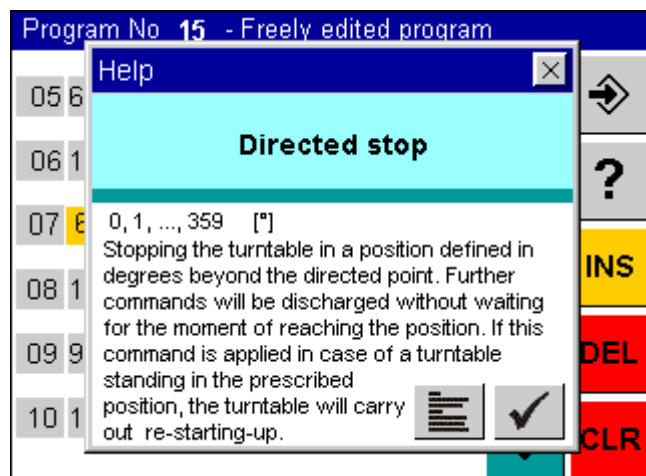 Program No 15 - Freely edited program
Help
Directed stop
05 6
06 1
?
07 6
0, 1, ..., 359 [°]
Stopping the turntable in a position defined in
degrees beyond the directed point. Further
commands will be discharged without waiting
for the moment of reaching the position. If this
command is applied in case of a turntable
standing in the prescribed
position, the turntable will carry
out re-starting-up.
INS
08 1
09 9
DEL
10 1
CLR